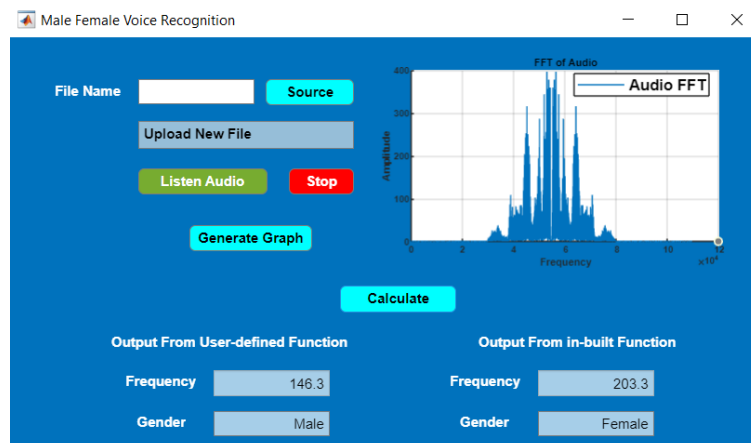 Male Female Voice Recognition
File Name
Source
Upload New File
Listen Audio
Stop
Generate Graph
FFT of Audio
Audio FFT
Amplitude
400
300
200
100
0
0 2 4 6 8 10 12
Frequency
×10⁴
Calculate
Output From User-defined Function
Frequency 146.3
Gender Male
Output From in-built Function
Frequency 203.3
Gender Female